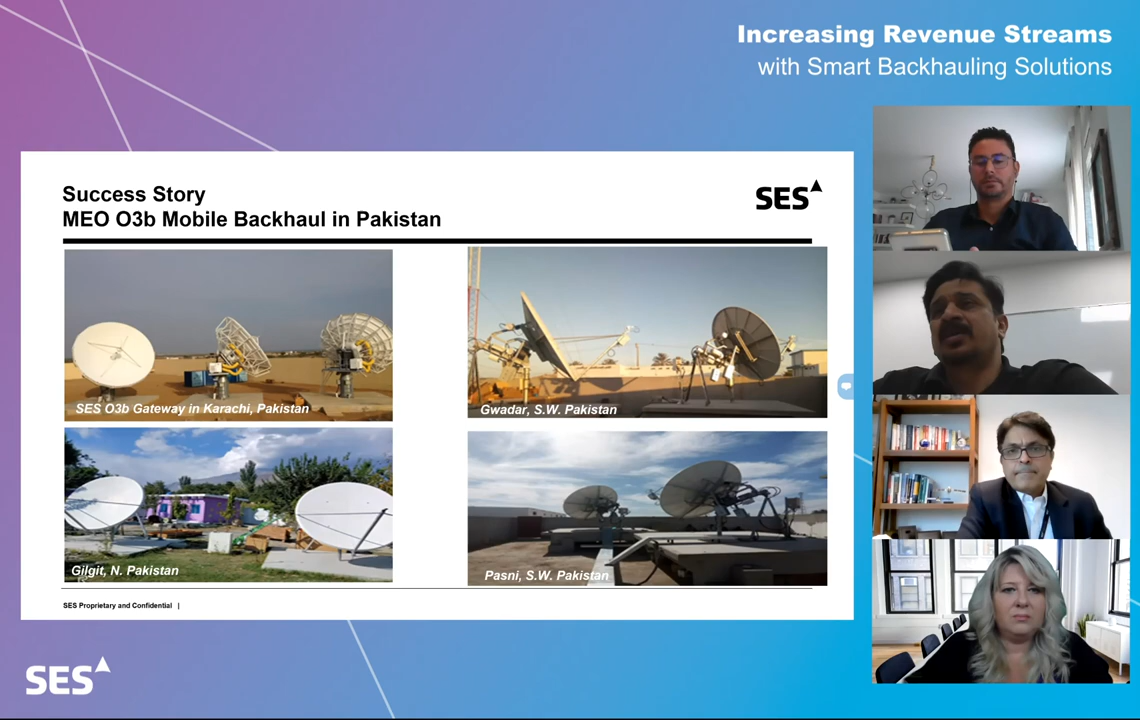 Increasing Revenue Streams
with Smart Backhauling Solutions
Success Story
MEO O3b Mobile Backhaul in Pakistan
SES
SES O3b Gateway in Karachi, Pakistan
Gwadar, S.W. Pakistan
Gilgit, N. Pakistan
Pasni, S.W. Pakistan
SES Proprietary and Confidential |
SES